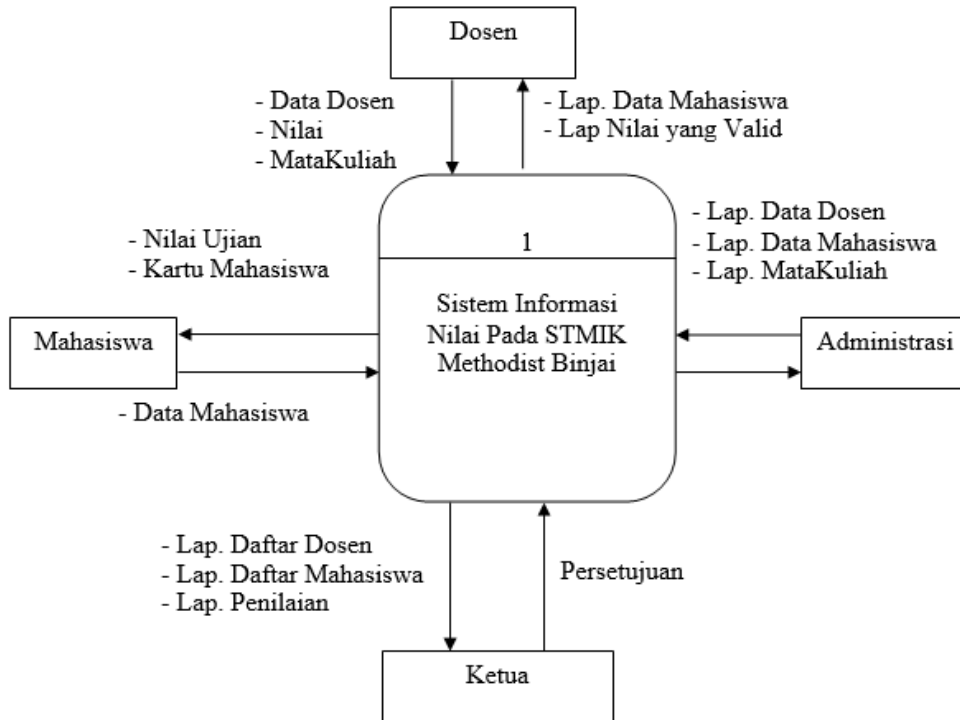 Dosen
- Data Dosen
- Nilai
- MataKuliah
- Lap. Data Mahasiswa
- Lap Nilai yang Valid
- Nilai Ujian
- Kartu Mahasiswa
1
- Lap. Data Dosen
- Lap. Data Mahasiswa
- Lap. MataKuliah
Sistem Informasi
Nilai Pada STMIK
Methodist Binjai
Mahasiswa
Administrasi
- Data Mahasiswa
- Lap. Daftar Dosen
- Lap. Daftar Mahasiswa
- Lap. Penilaian
Persetujuan
Ketua